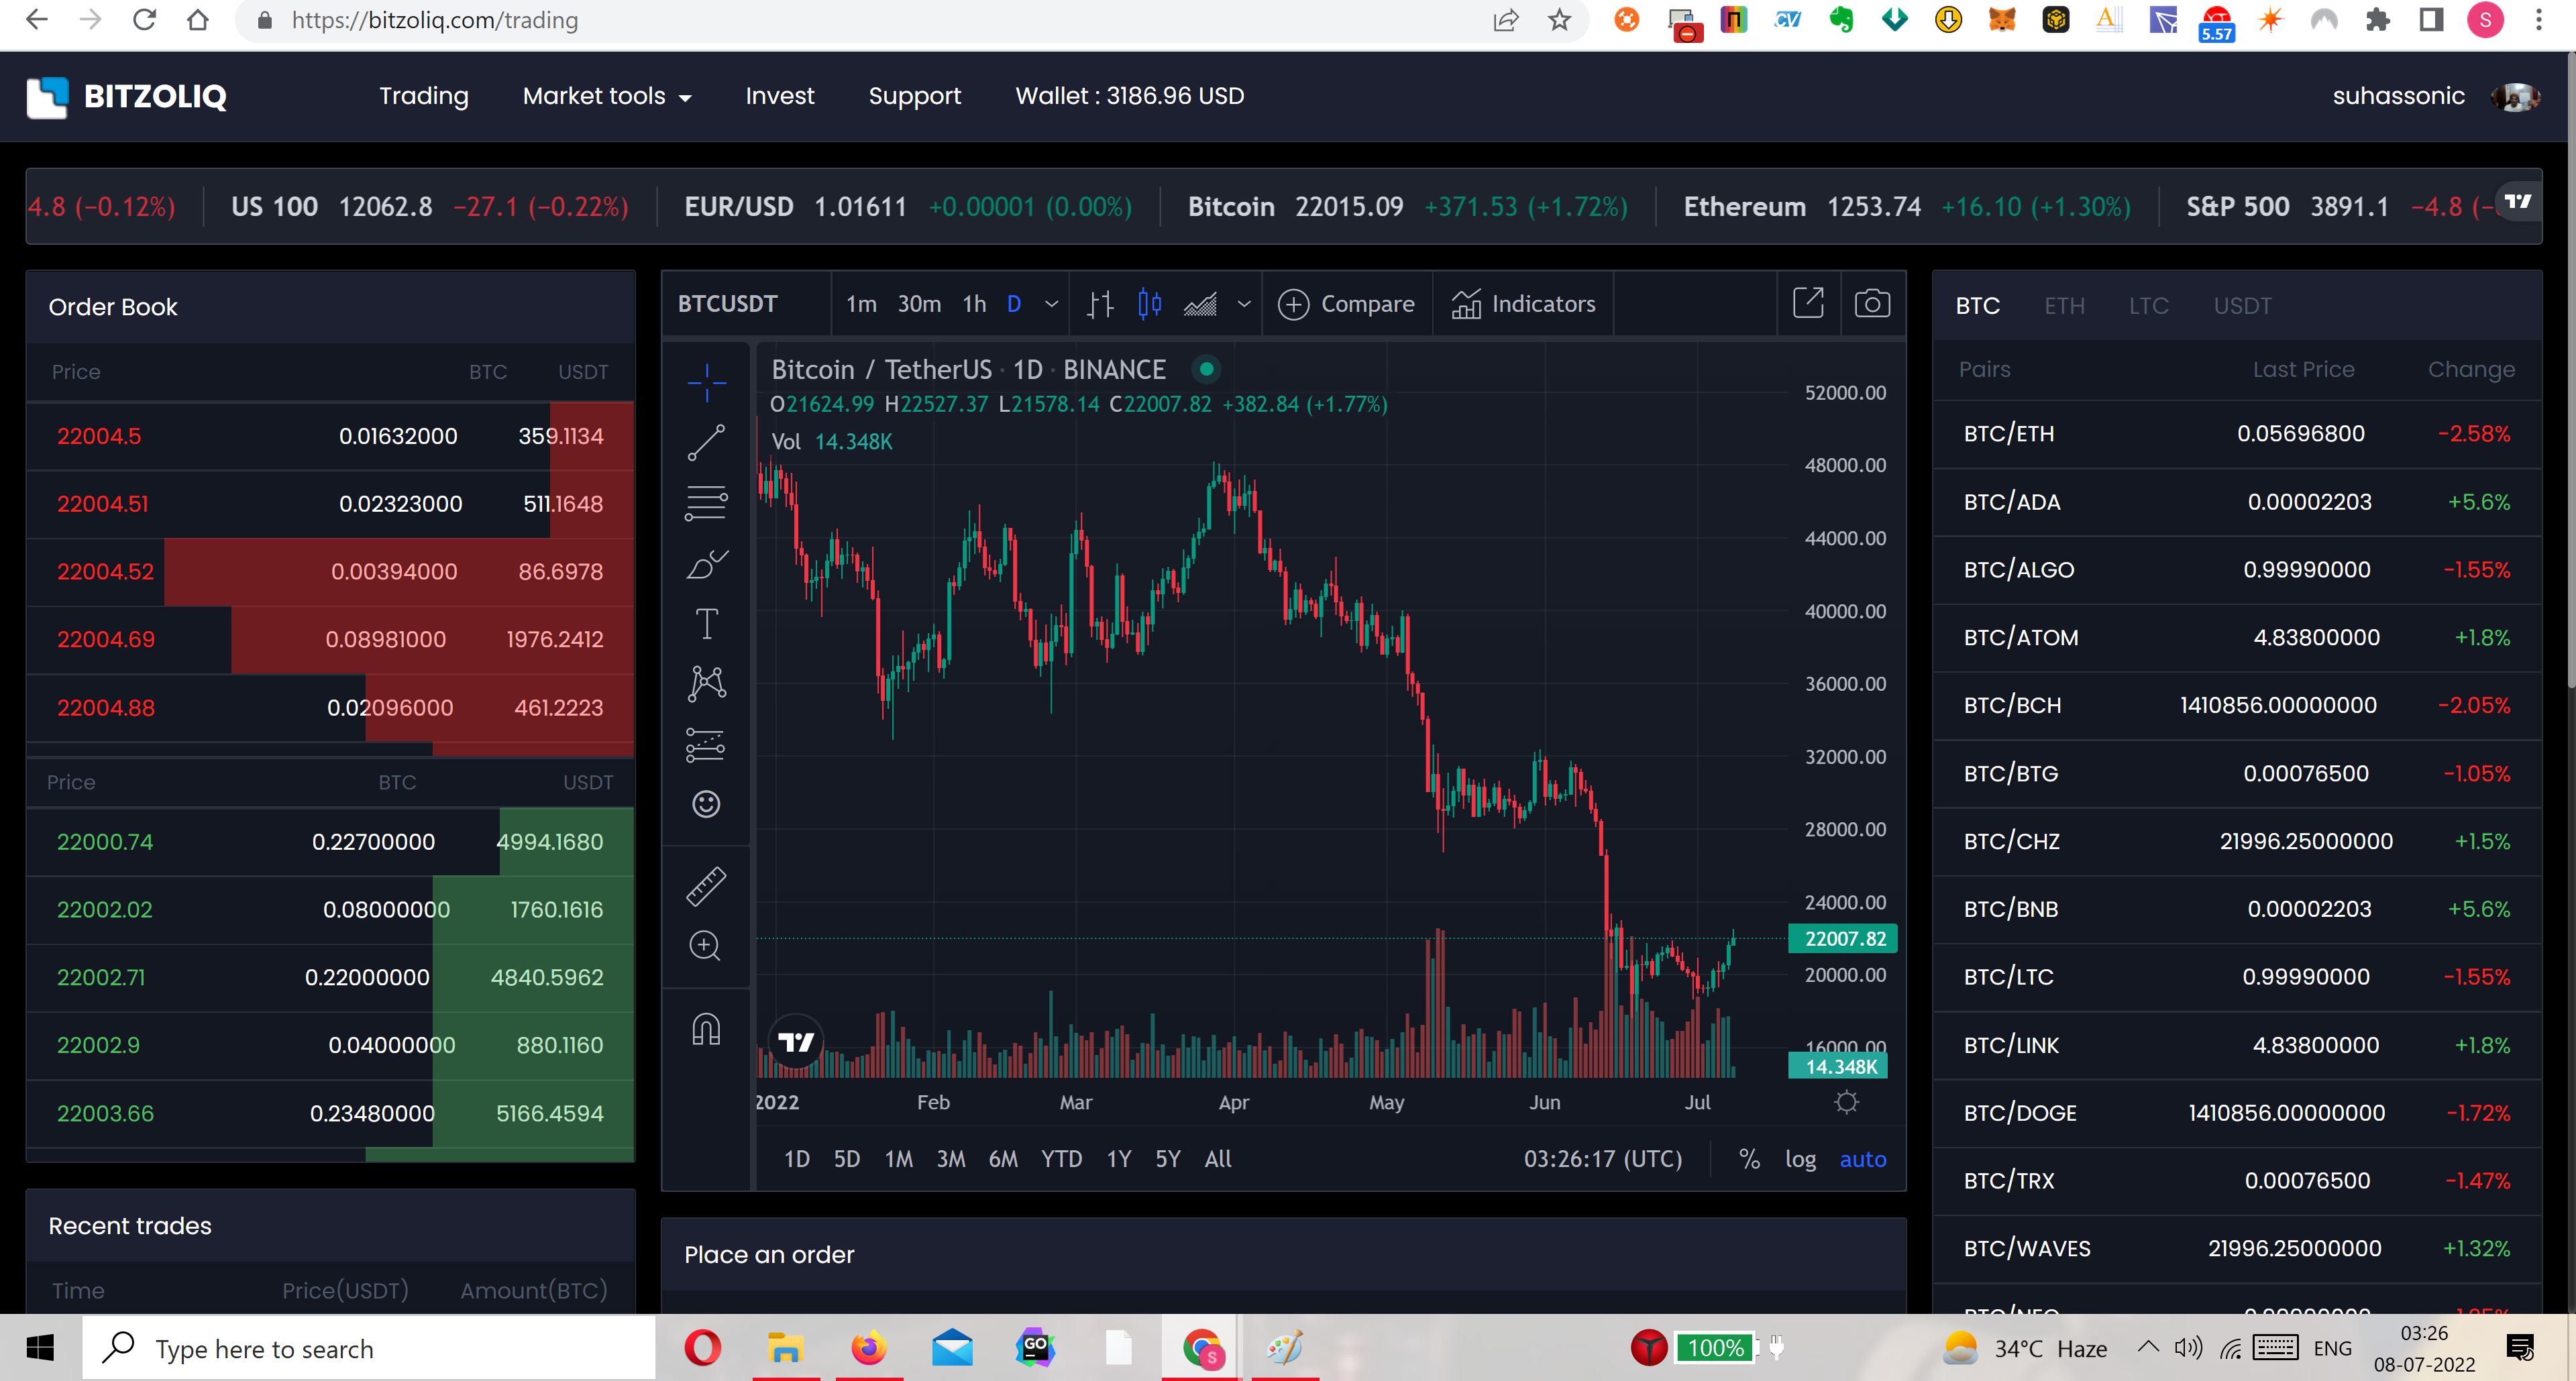 https://bitzoliq.com/trading
CV
5.57
S
BITZOLIQ
Trading
Market tools
Invest
Support
Wallet : 3186.96 USD
suhassonic
4.8 (−0.12%)
US 100 12062.8 −27.1 (−0.22%)
EUR/USD 1.01611 +0.00001 (0.00%)
Bitcoin 22015.09 +371.53 (+1.72%)
Ethereum 1253.74 +16.10 (+1.30%)
S&P 500 3891.1 −4.8
Order Book
Price BTC USDT
22004.5 0.01632000 359.1134
22004.51 0.02323000 511.1648
22004.52 0.00394000 86.6978
22004.69 0.08981000 1976.2412
22004.88 0.02096000 461.2223
Price BTC USDT
22000.74 0.22700000 4994.1680
22002.02 0.08000000 1760.1616
22002.71 0.22000000 4840.5962
22002.9 0.04000000 880.1160
22003.66 0.23480000 5166.4594
Recent trades
Time Price(USDT) Amount(BTC)
BTCUSDT 1m 30m 1h D Compare Indicators
Bitcoin / TetherUS · 1D · BINANCE
O21624.99 H22527.37 L21578.14 C22007.82 +382.84 (+1.77%)
Vol 14.348K
52000.00
48000.00
44000.00
40000.00
36000.00
32000.00
28000.00
24000.00
22007.82
20000.00
16000.00
14.348K
2022 Feb Mar Apr May Jun Jul
1D 5D 1M 3M 6M YTD 1Y 5Y All 03:26:17 (UTC) % log auto
Place an order
BTC ETH LTC USDT
Pairs Last Price Change
BTC/ETH 0.05696800 -2.58%
BTC/ADA 0.00002203 +5.6%
BTC/ALGO 0.99990000 -1.55%
BTC/ATOM 4.83800000 +1.8%
BTC/BCH 1410856.00000000 -2.05%
BTC/BTG 0.00076500 -1.05%
BTC/CHZ 21996.25000000 +1.5%
BTC/BNB 0.00002203 +5.6%
BTC/LTC 0.99990000 -1.55%
BTC/LINK 4.83800000 +1.8%
BTC/DOGE 1410856.00000000 -1.72%
BTC/TRX 0.00076500 -1.47%
BTC/WAVES 21996.25000000 +1.32%
Type here to search
GO
S
100%
34°C Haze
ENG
03:26
08-07-2022